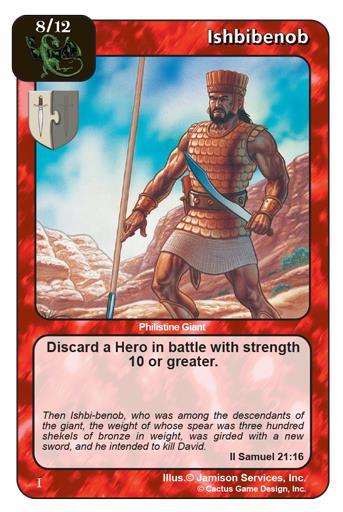 8/12
Ishbibenob
Philistine Giant
Discard a Hero in battle with strength
10 or greater.
Then Ishbi-benob, who was among the descendants of
the giant, the weight of whose spear was three hundred
shekels of bronze in weight, was girded with a new
sword, and he intended to kill David.
II Samuel 21:16
I
Illus.© Jamison Services, Inc.
© Cactus Game Design, Inc.